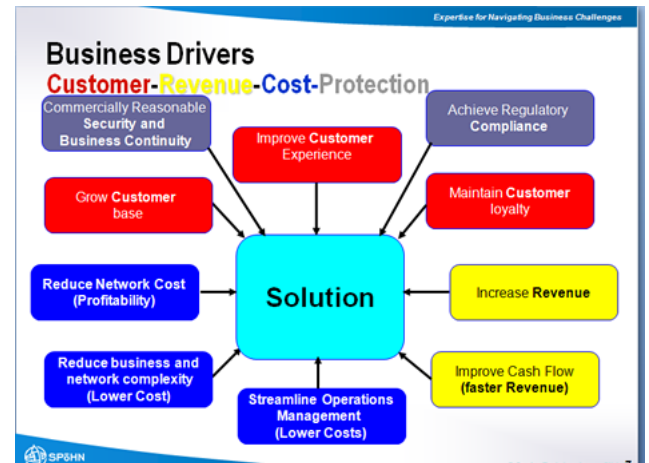 Expertise for Navigating Business Challenges
Business Drivers
Customer-Revenue-Cost-Protection
Commercially Reasonable
Security and
Business Continuity
Improve Customer
Experience
Achieve Regulatory
Compliance
Grow Customer
base
Maintain Customer
loyalty
Reduce Network Cost
(Profitability)
Solution
Increase Revenue
Reduce business and
network complexity
(Lower Cost)
Streamline Operations
Management
(Lower Costs)
Improve Cash Flow
(faster Revenue)
SPöHN